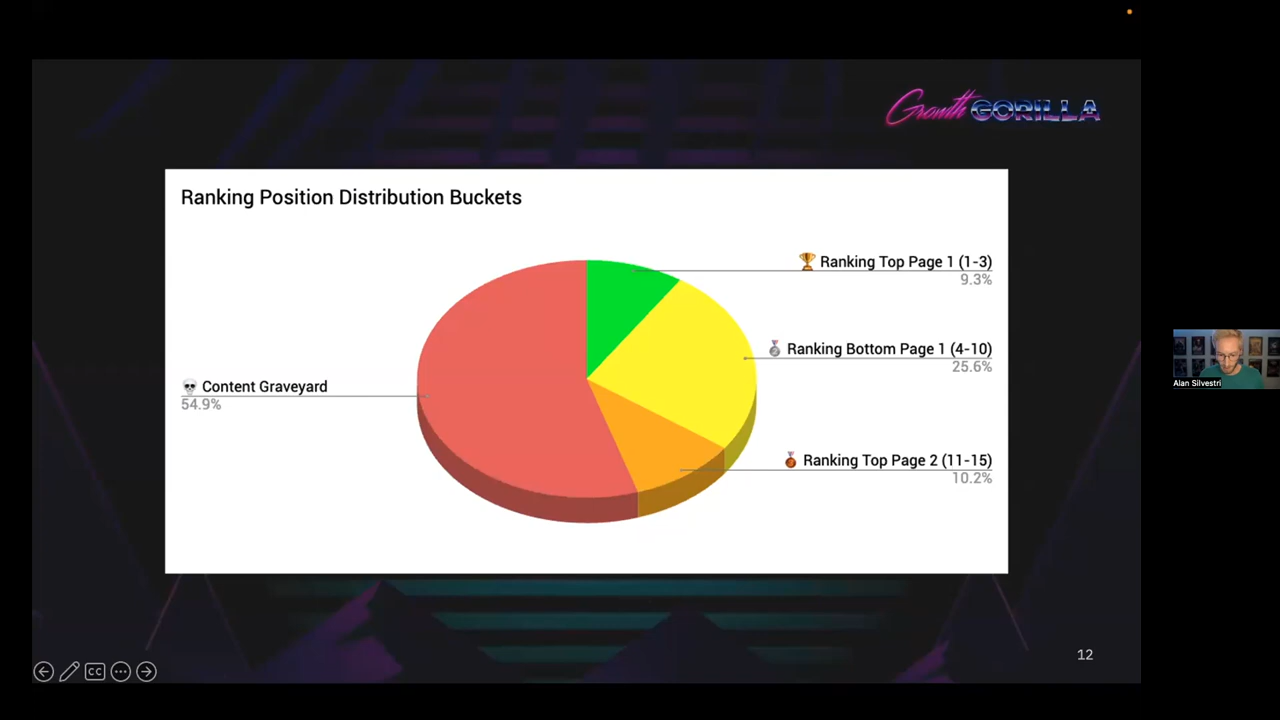 Growth GORILLA
Ranking Position Distribution Buckets
🏆 Ranking Top Page 1 (1-3)
9.3%
🥈 Ranking Bottom Page 1 (4-10)
25.6%
💀 Content Graveyard
54.9%
🥉 Ranking Top Page 2 (11-15)
10.2%
Alan Silvestri
12
CC